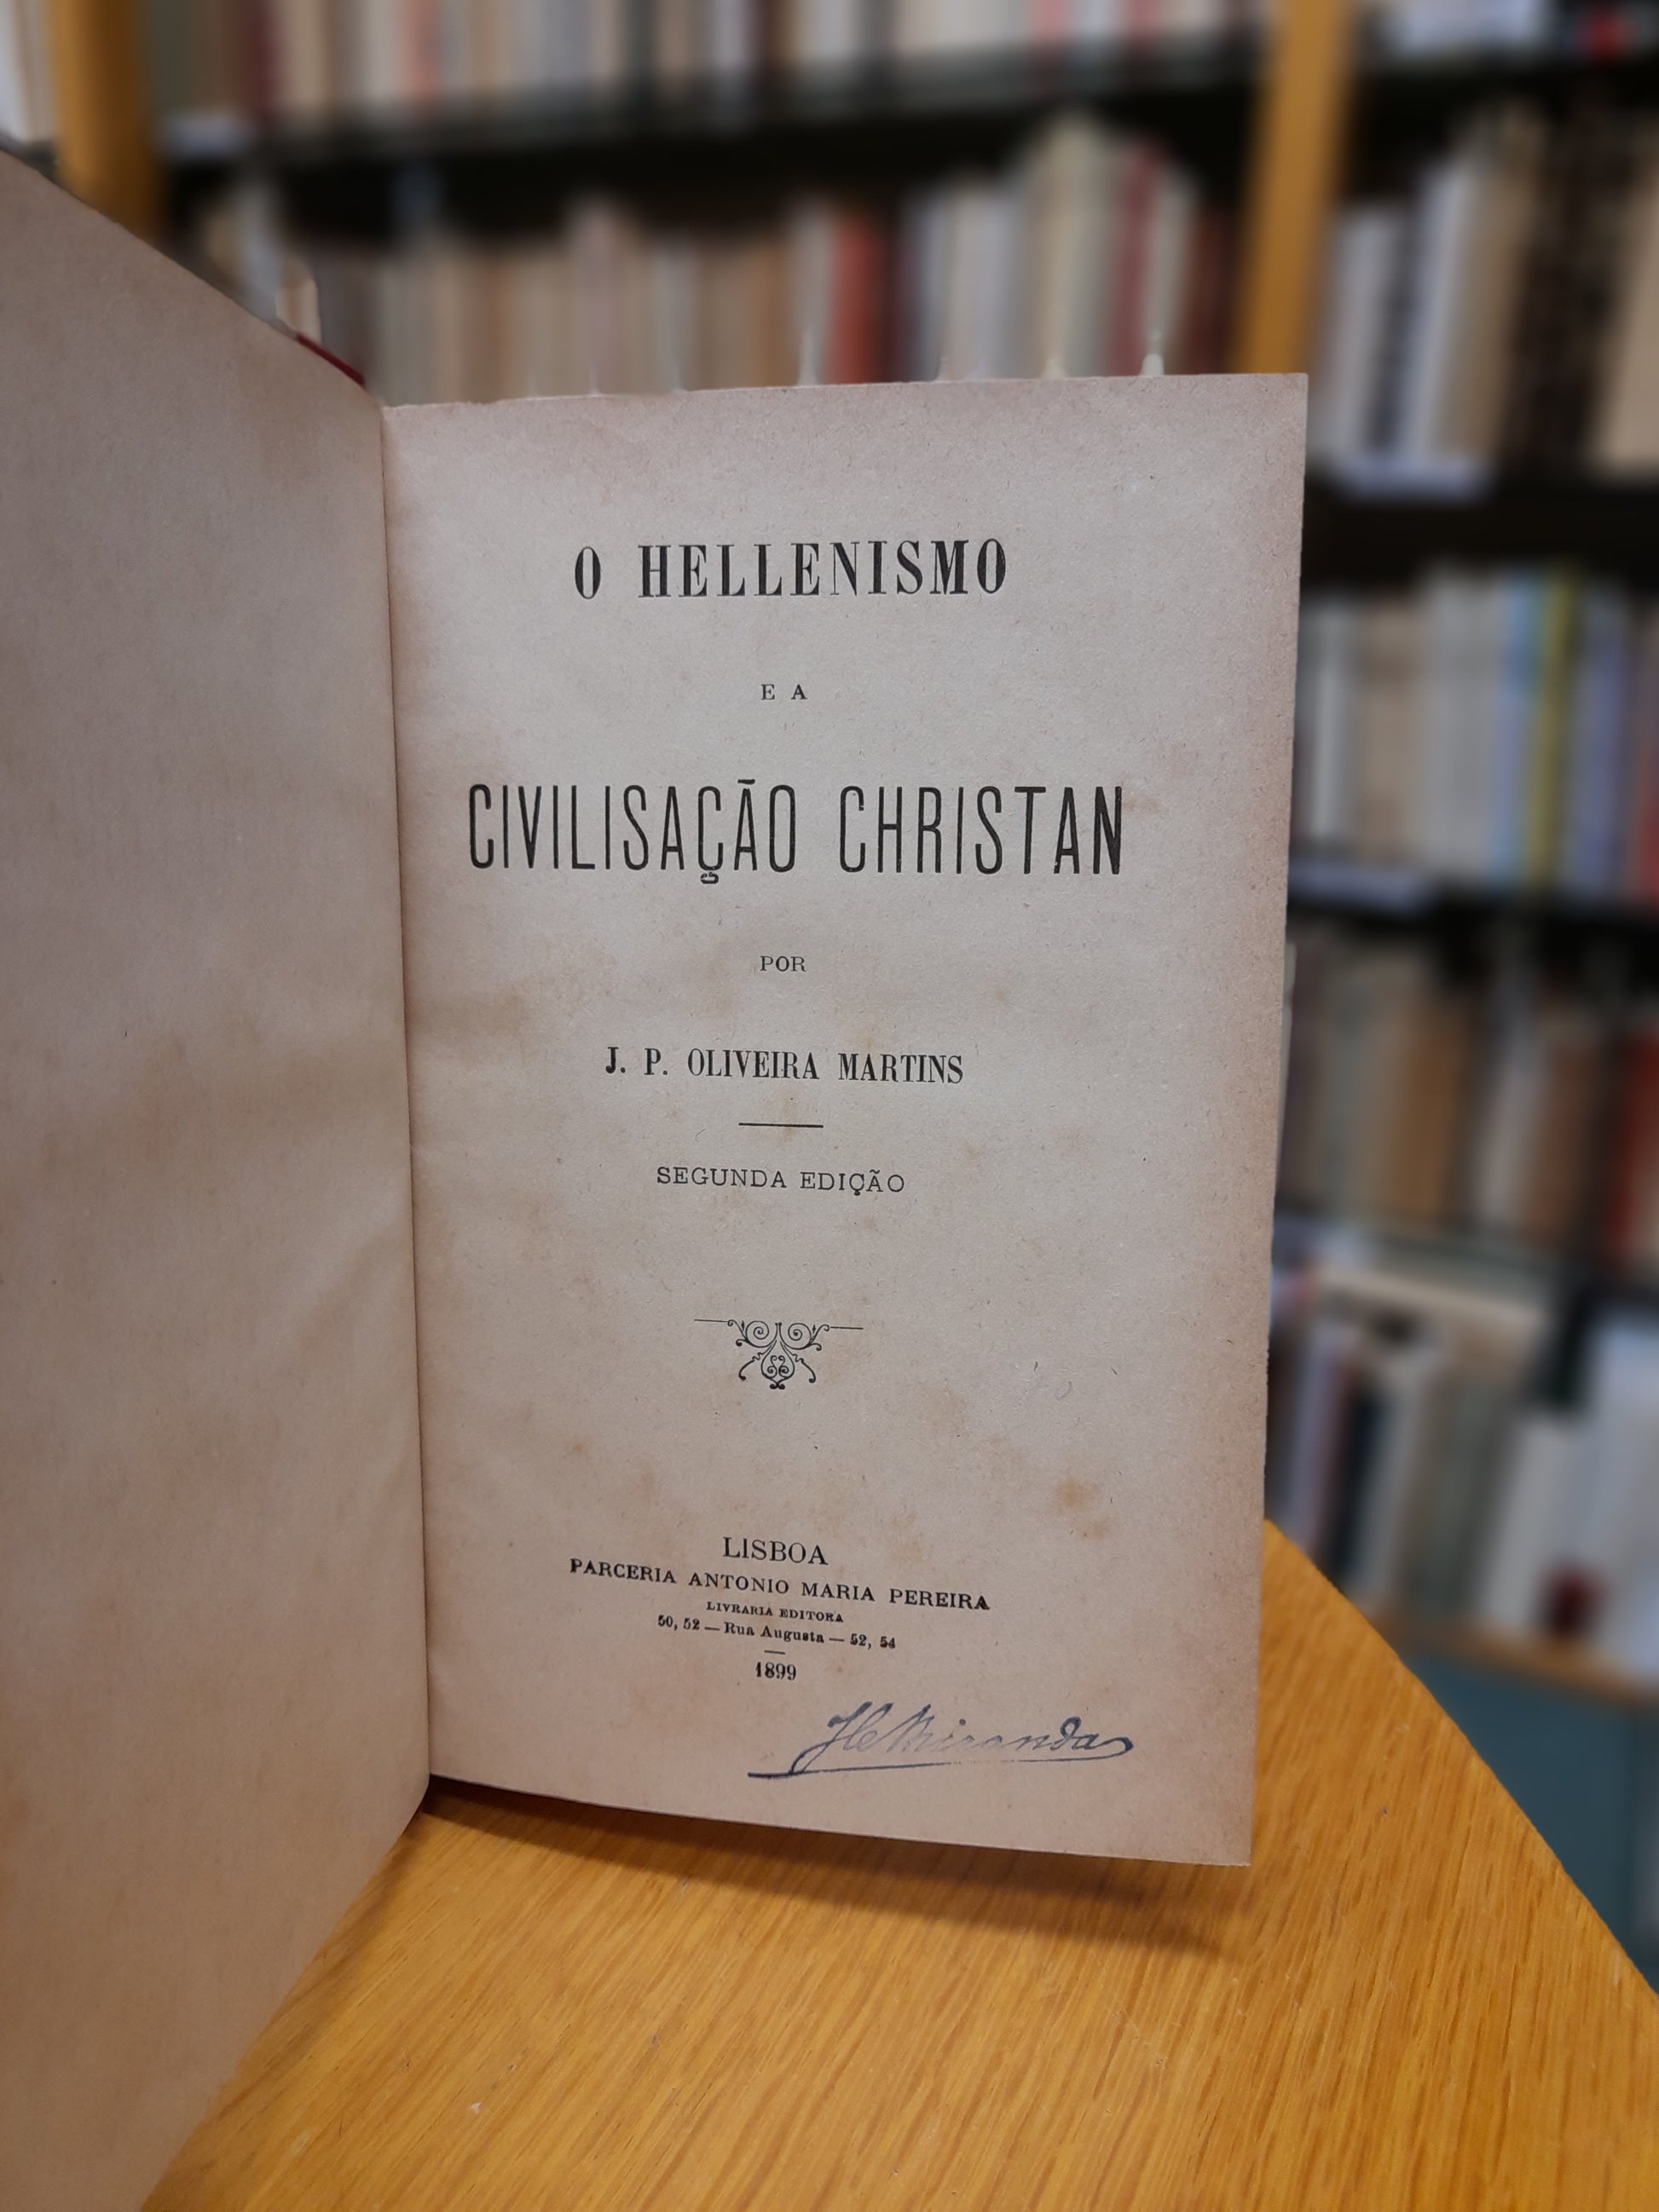 O HELLENISMO
E A
CIVILISAÇÃO CHRISTAN
POR
J. P. OLIVEIRA MARTINS
SEGUNDA EDIÇÃO
LISBOA
PARCERIA ANTONIO MARIA PEREIRA
LIVRARIA EDITORA
50, 52 — Rua Augusta — 52, 54
1899
Miranda